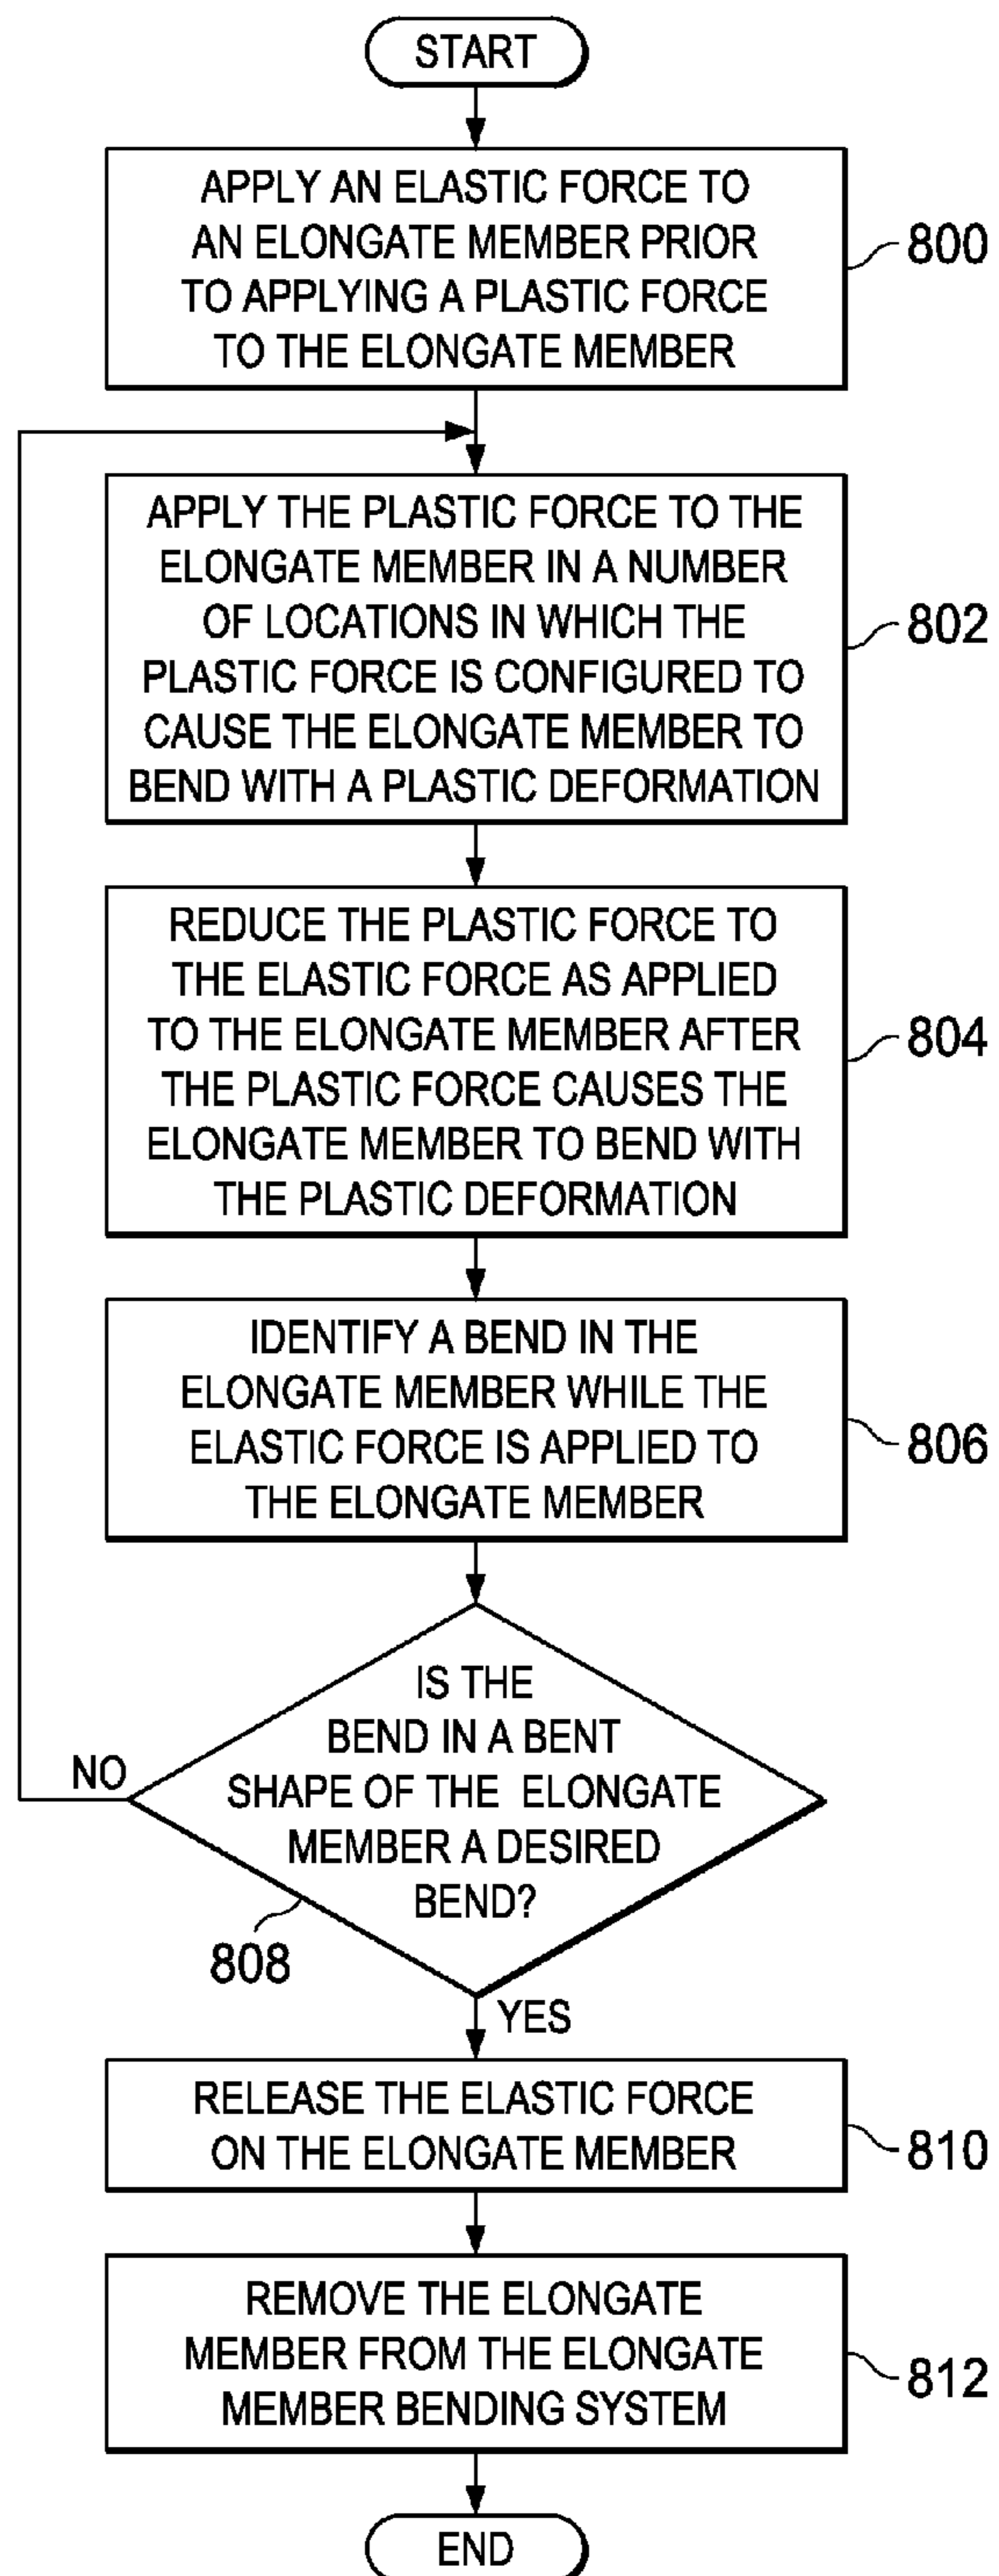 START
APPLY AN ELASTIC FORCE TO
AN ELONGATE MEMBER PRIOR
TO APPLYING A PLASTIC FORCE
TO THE ELONGATE MEMBER
800
APPLY THE PLASTIC FORCE TO THE
ELONGATE MEMBER IN A NUMBER
OF LOCATIONS IN WHICH THE
PLASTIC FORCE IS CONFIGURED TO
CAUSE THE ELONGATE MEMBER TO
BEND WITH A PLASTIC DEFORMATION
802
REDUCE THE PLASTIC FORCE TO
THE ELASTIC FORCE AS APPLIED
TO THE ELONGATE MEMBER AFTER
THE PLASTIC FORCE CAUSES THE
ELONGATE MEMBER TO BEND WITH
THE PLASTIC DEFORMATION
804
IDENTIFY A BEND IN THE
ELONGATE MEMBER WHILE THE
ELASTIC FORCE IS APPLIED TO
THE ELONGATE MEMBER
806
IS THE
BEND IN A BENT
SHAPE OF THE ELONGATE
MEMBER A DESIRED
BEND?
NO
808
YES
RELEASE THE ELASTIC FORCE
ON THE ELONGATE MEMBER
810
REMOVE THE ELONGATE
MEMBER FROM THE ELONGATE
MEMBER BENDING SYSTEM
812
END